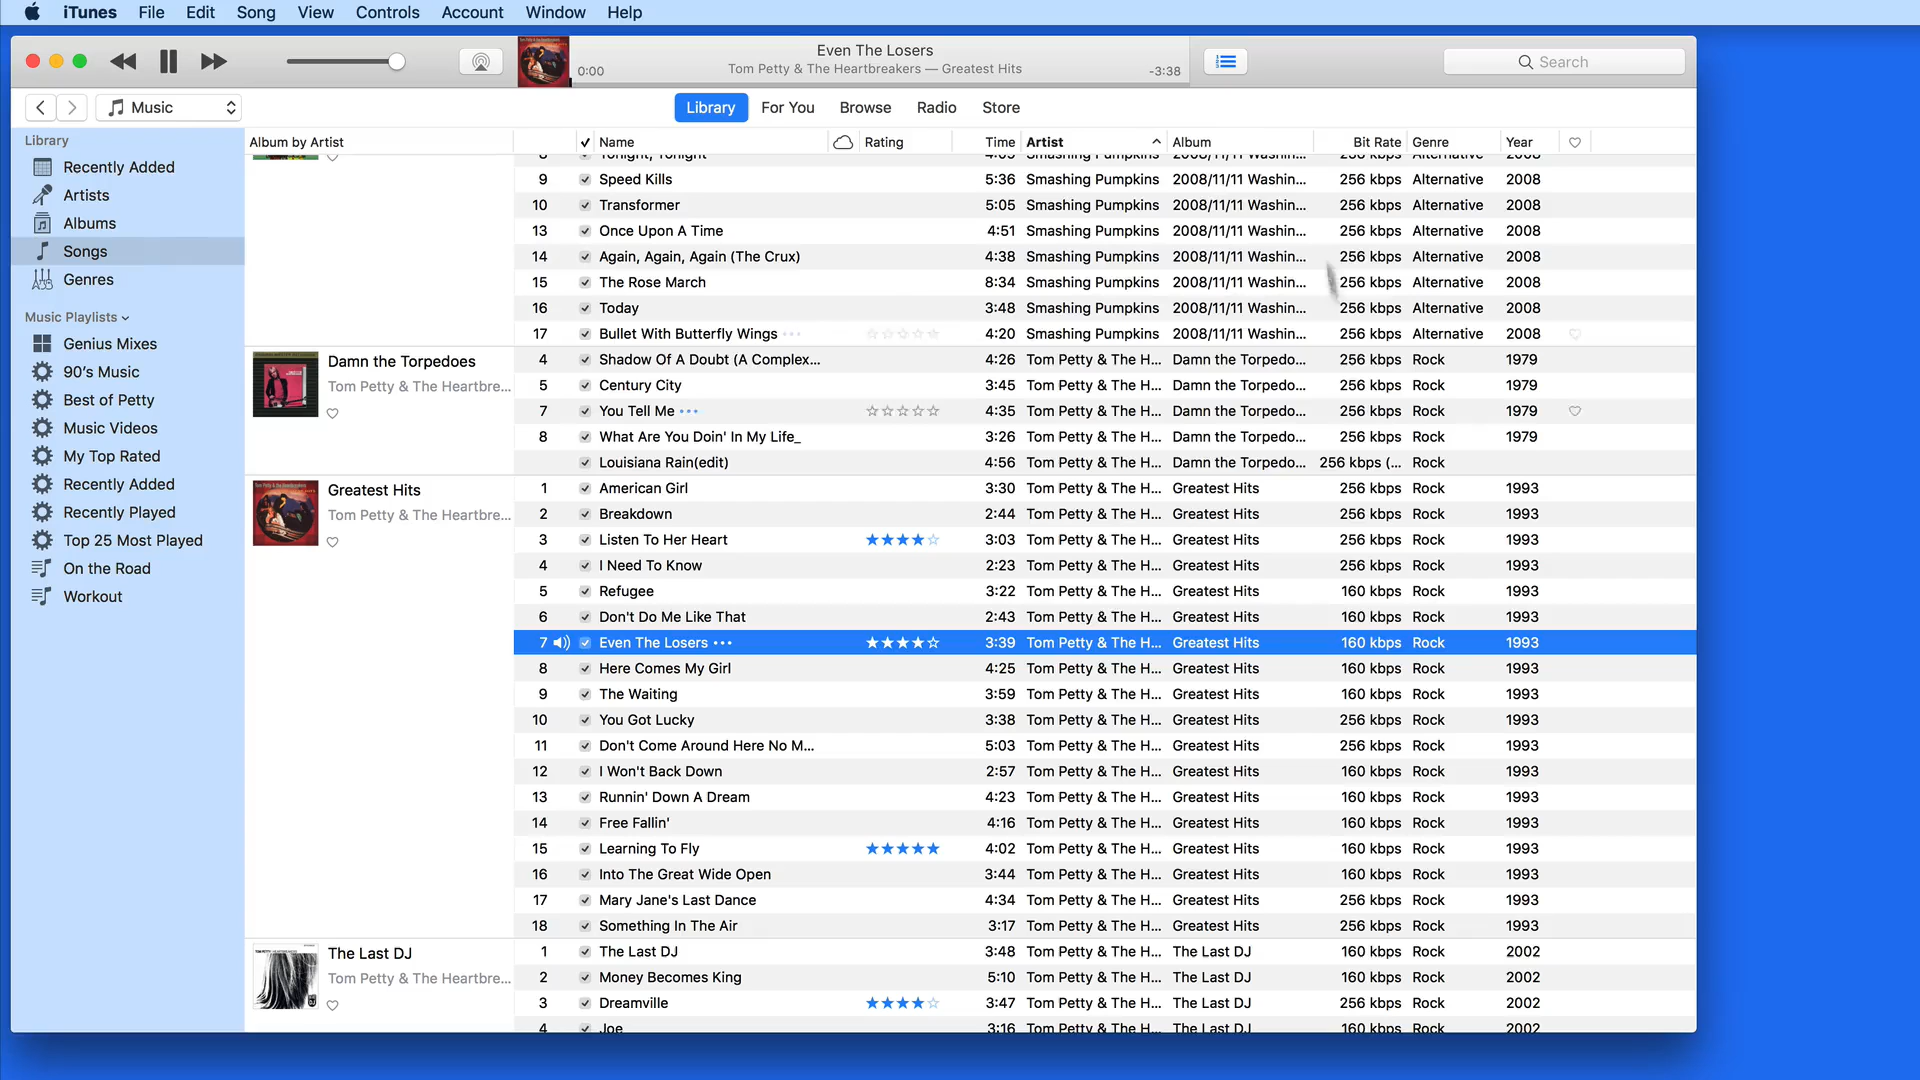 iTunes File Edit Song View Controls Account Window Help
Even The Losers
0:00 Tom Petty & The Heartbreakers — Greatest Hits -3:38
Search
Music Library For You Browse Radio Store
Library
Recently Added
Artists
Albums
Songs
Genres
Music Playlists
Genius Mixes
90's Music
Best of Petty
Music Videos
My Top Rated
Recently Added
Recently Played
Top 25 Most Played
On the Road
Workout
Album by Artist Name Rating Time Artist Album Bit Rate Genre Year
8 Tonight, Tonight 4:09 Smashing Pumpkins 2008/11/11 Washin... 256 kbps Alternative 2008
9 Speed Kills 5:36 Smashing Pumpkins 2008/11/11 Washin... 256 kbps Alternative 2008
10 Transformer 5:05 Smashing Pumpkins 2008/11/11 Washin... 256 kbps Alternative 2008
13 Once Upon A Time 4:51 Smashing Pumpkins 2008/11/11 Washin... 256 kbps Alternative 2008
14 Again, Again, Again (The Crux) 4:38 Smashing Pumpkins 2008/11/11 Washin... 256 kbps Alternative 2008
15 The Rose March 8:34 Smashing Pumpkins 2008/11/11 Washin... 256 kbps Alternative 2008
16 Today 3:48 Smashing Pumpkins 2008/11/11 Washin... 256 kbps Alternative 2008
17 Bullet With Butterfly Wings ••• 4:20 Smashing Pumpkins 2008/11/11 Washin... 256 kbps Alternative 2008
Damn the Torpedoes
Tom Petty & The Heartbre...
4 Shadow Of A Doubt (A Complex... 4:26 Tom Petty & The H... Damn the Torpedo... 256 kbps Rock 1979
5 Century City 3:45 Tom Petty & The H... Damn the Torpedo... 256 kbps Rock 1979
7 You Tell Me ••• 4:35 Tom Petty & The H... Damn the Torpedo... 256 kbps Rock 1979
8 What Are You Doin' In My Life_ 3:26 Tom Petty & The H... Damn the Torpedo... 256 kbps Rock 1979
Louisiana Rain(edit) 4:56 Tom Petty & The H... Damn the Torpedo... 256 kbps (... Rock
Greatest Hits
Tom Petty & The Heartbre...
1 American Girl 3:30 Tom Petty & The H... Greatest Hits 256 kbps Rock 1993
2 Breakdown 2:44 Tom Petty & The H... Greatest Hits 256 kbps Rock 1993
3 Listen To Her Heart ★★★★☆ 3:03 Tom Petty & The H... Greatest Hits 256 kbps Rock 1993
4 I Need To Know 2:23 Tom Petty & The H... Greatest Hits 256 kbps Rock 1993
5 Refugee 3:22 Tom Petty & The H... Greatest Hits 160 kbps Rock 1993
6 Don't Do Me Like That 2:43 Tom Petty & The H... Greatest Hits 160 kbps Rock 1993
7 Even The Losers ••• ★★★★☆ 3:39 Tom Petty & The H... Greatest Hits 160 kbps Rock 1993
8 Here Comes My Girl 4:25 Tom Petty & The H... Greatest Hits 160 kbps Rock 1993
9 The Waiting 3:59 Tom Petty & The H... Greatest Hits 160 kbps Rock 1993
10 You Got Lucky 3:38 Tom Petty & The H... Greatest Hits 256 kbps Rock 1993
11 Don't Come Around Here No M... 5:03 Tom Petty & The H... Greatest Hits 256 kbps Rock 1993
12 I Won't Back Down 2:57 Tom Petty & The H... Greatest Hits 160 kbps Rock 1993
13 Runnin' Down A Dream 4:23 Tom Petty & The H... Greatest Hits 160 kbps Rock 1993
14 Free Fallin' 4:16 Tom Petty & The H... Greatest Hits 160 kbps Rock 1993
15 Learning To Fly ★★★★★ 4:02 Tom Petty & The H... Greatest Hits 160 kbps Rock 1993
16 Into The Great Wide Open 3:44 Tom Petty & The H... Greatest Hits 160 kbps Rock 1993
17 Mary Jane's Last Dance 4:34 Tom Petty & The H... Greatest Hits 256 kbps Rock 1993
18 Something In The Air 3:17 Tom Petty & The H... Greatest Hits 256 kbps Rock 1993
The Last DJ
Tom Petty & The Heartbre...
1 The Last DJ 3:48 Tom Petty & The H... The Last DJ 160 kbps Rock 2002
2 Money Becomes King 5:10 Tom Petty & The H... The Last DJ 160 kbps Rock 2002
3 Dreamville ★★★★☆ 3:47 Tom Petty & The H... The Last DJ 256 kbps Rock 2002
4 Joe 3:16 Tom Petty & The H... The Last DJ 160 kbps Rock 2002